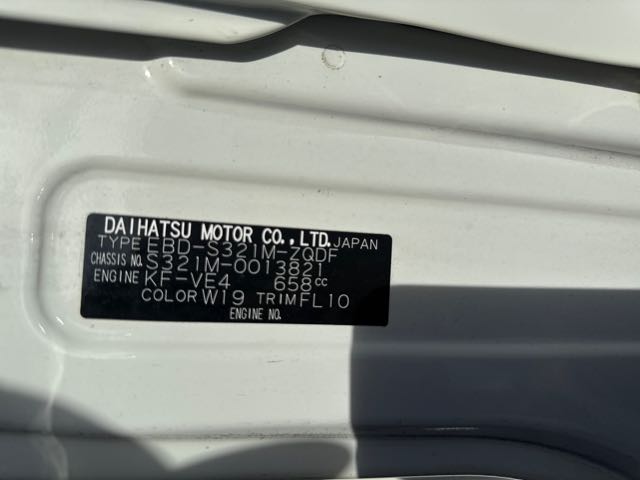 DAIHATSU MOTOR CO.,LTD. JAPAN
TYPE EBD-S321M-ZQDF
CHASSIS NO. S321M-0013821
ENGINE KF-VE4 658cc
COLOR W19 TRIM FL10
ENGINE NO.